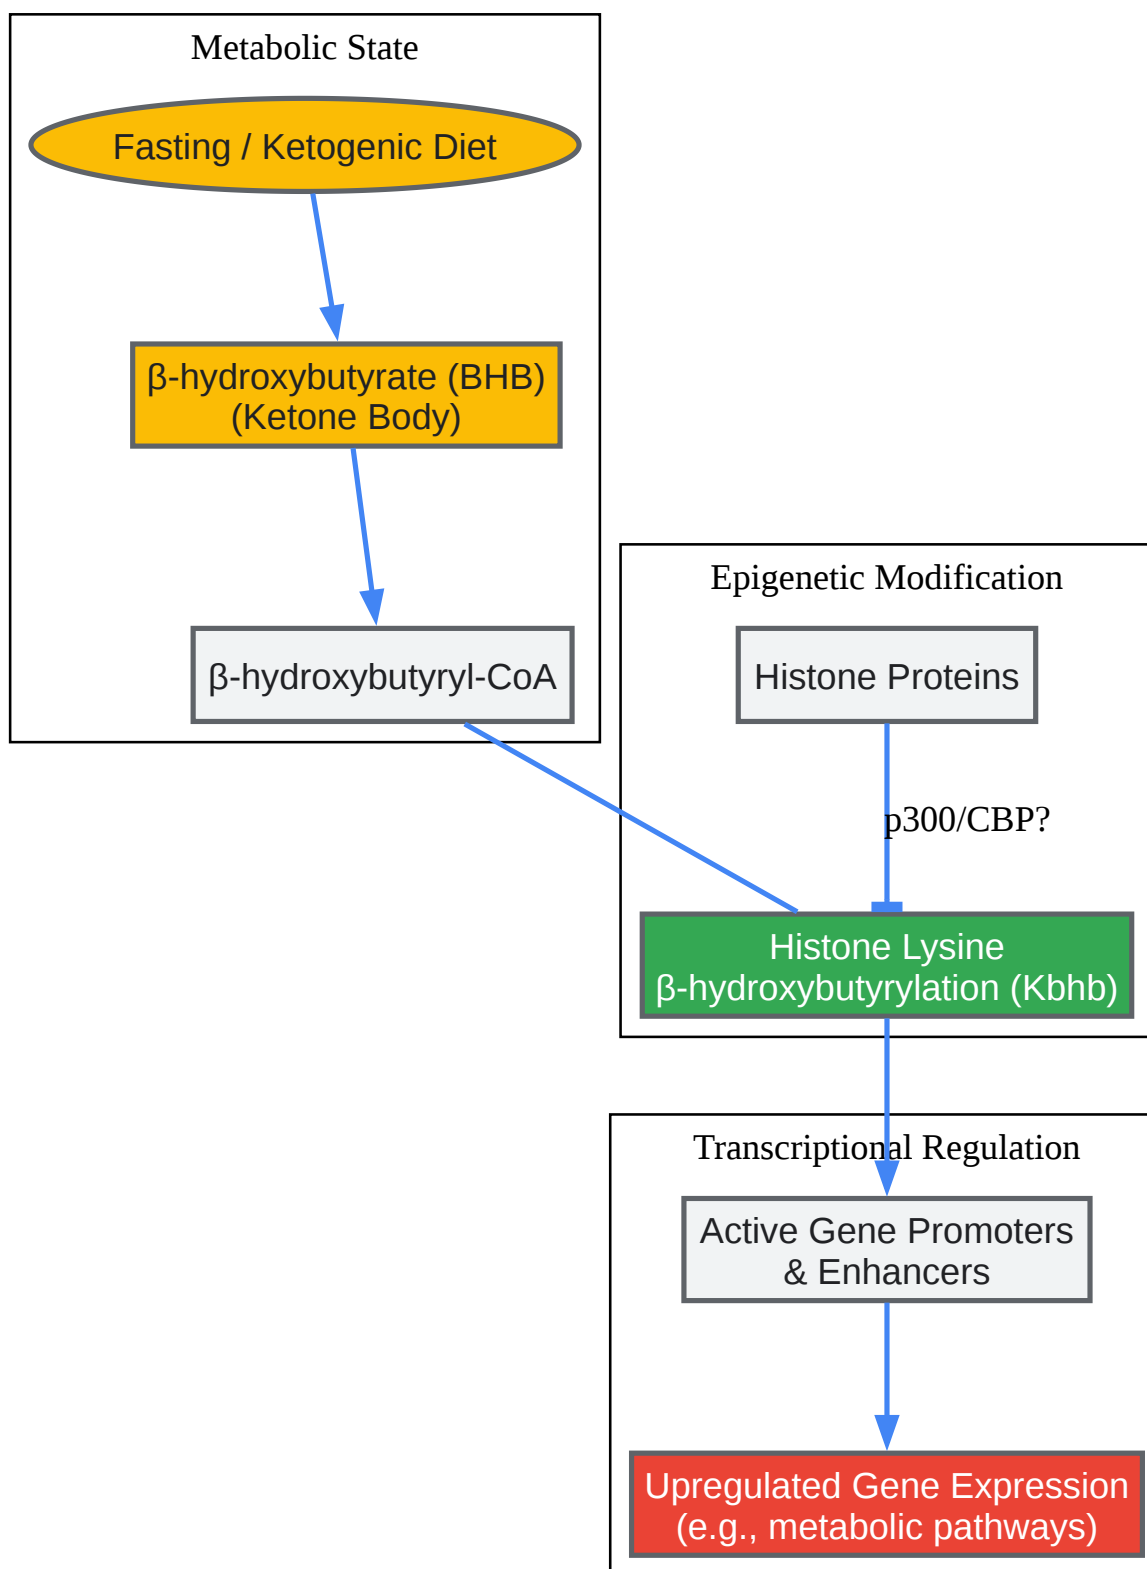 Metabolic State
Fasting / Ketogenic Diet
β-hydroxybutyrate (BHB)
(Ketone Body)
β-hydroxybutyryl-CoA
Epigenetic Modification
Histone Proteins
p300/CBP?
Histone Lysine
β-hydroxybutyrylation (Kbhb)
Transcriptional Regulation
Active Gene Promoters
& Enhancers
Upregulated Gene Expression
(e.g., metabolic pathways)